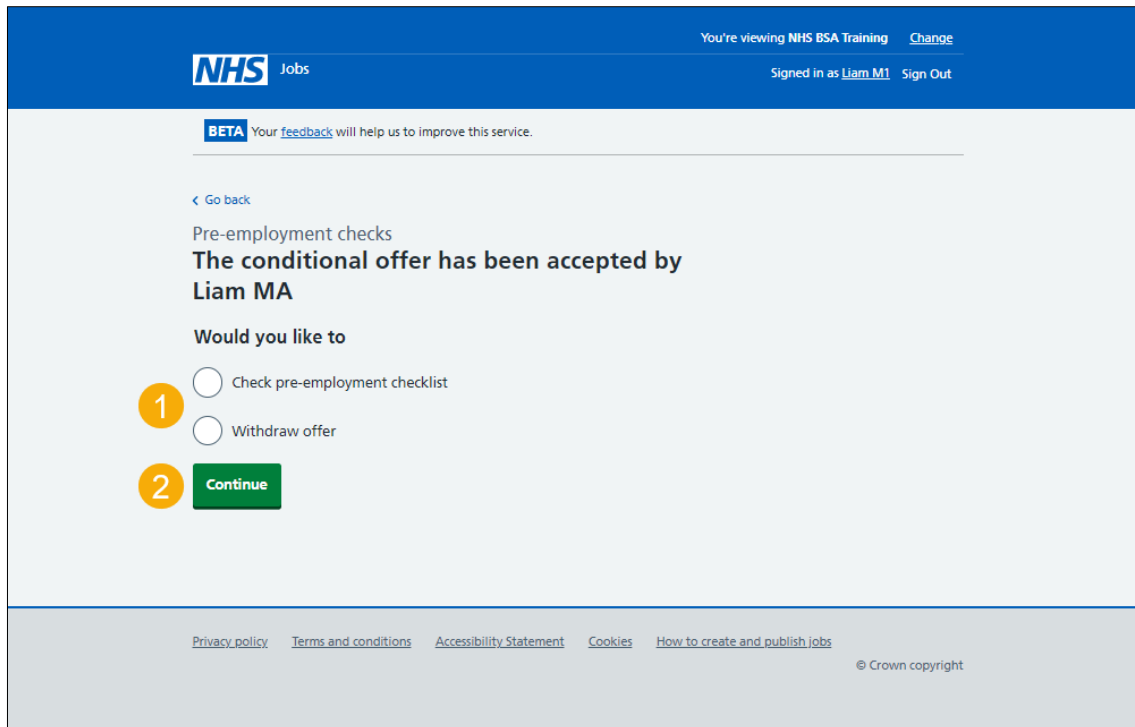 You're viewing NHS BSA Training Change
NHS Jobs
Signed in as Liam M1 Sign Out
BETA Your feedback will help us to improve this service.
Go back
Pre-employment checks
The conditional offer has been accepted by
Liam MA
Would you like to
Check pre-employment checklist
1
Withdraw offer
2 Continue
Privacy policy Terms and conditions Accessibility Statement Cookies How to create and publish jobs
© Crown copyright